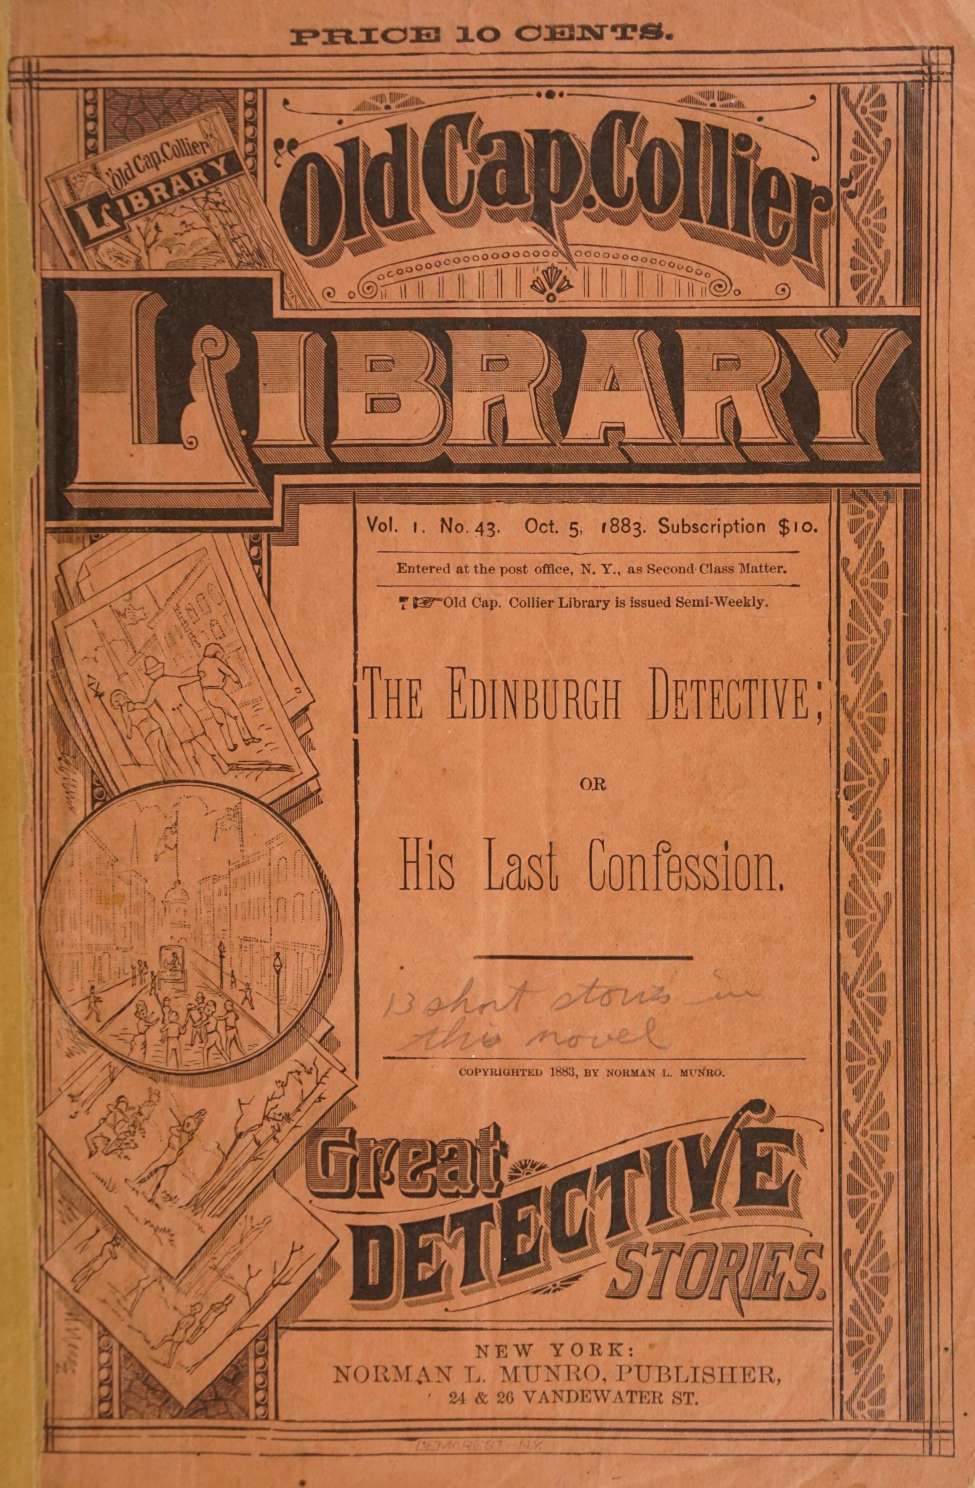 PRICE 10 CENTS.
Old Cap. Collier
LIBRARY
"Old Cap. Collier"
LIBRARY
Vol. 1. No. 43. Oct. 5, 1883. Subscription $10.
Entered at the post office, N. Y., as Second Class Matter.
☞Old Cap. Collier Library is issued Semi-Weekly.
THE EDINBURGH DETECTIVE;
OR
His Last Confession.
13 short stories in
this novel
COPYRIGHTED 1883, BY NORMAN L. MUNRO.
Great
DETECTIVE
STORIES.
NEW YORK:
NORMAN L. MUNRO, PUBLISHER,
24 & 26 VANDEWATER ST.